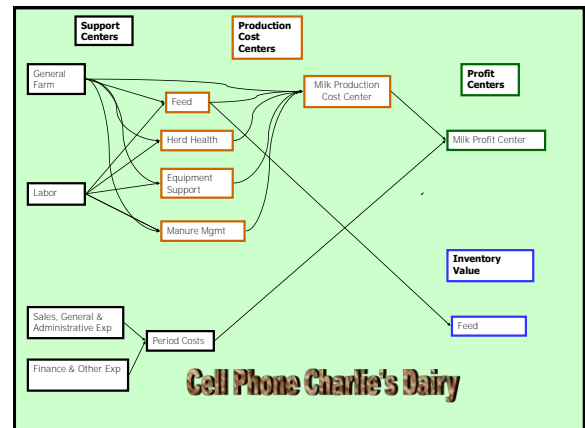 Support
Centers
Production
Cost
Centers
General
Farm
Feed
Milk Production
Cost Center
Profit
Centers
Herd Health
Milk Profit Center
Equipment
Support
Labor
Manure Mgmt
Inventory
Value
Sales, General &
Administrative Exp
Period Costs
Feed
Finance & Other Exp
Cell Phone Charlie's Dairy